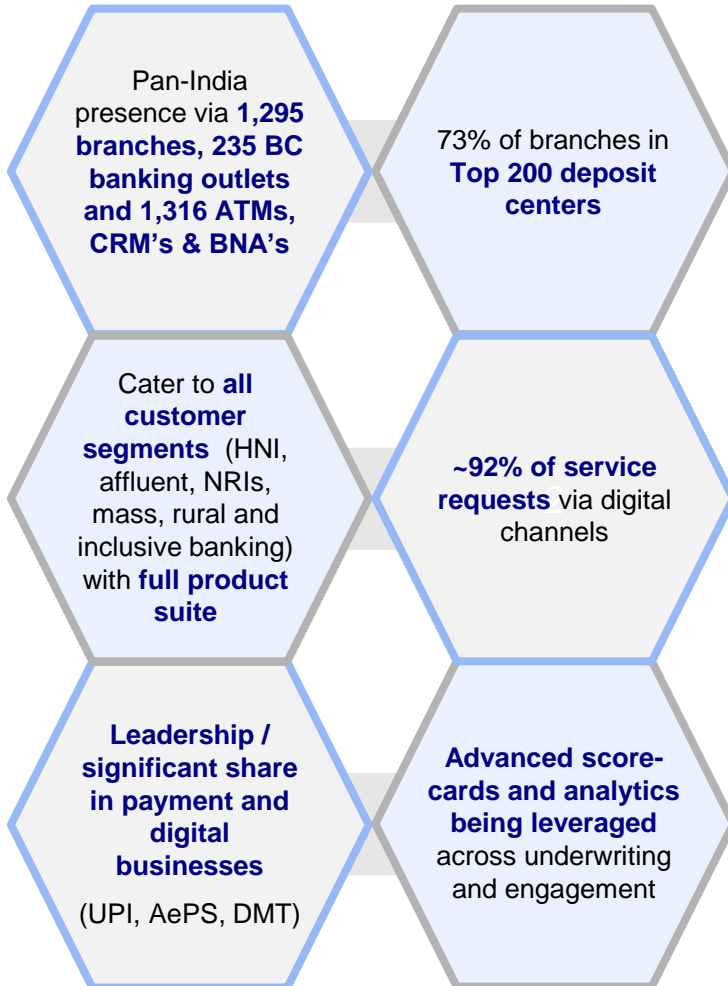 Pan-India
presence via 1,295
branches, 235 BC
banking outlets
and 1,316 ATMs,
CRM’s & BNA’s
73% of branches in
Top 200 deposit
centers
Cater to all
customer
segments (HNI,
affluent, NRIs,
mass, rural and
inclusive banking)
with full product
suite
~92% of service
requests via digital
channels
Leadership /
significant share
in payment and
digital
businesses
(UPI, AePS, DMT)
Advanced score-
cards and analytics
being leveraged
across underwriting
and engagement